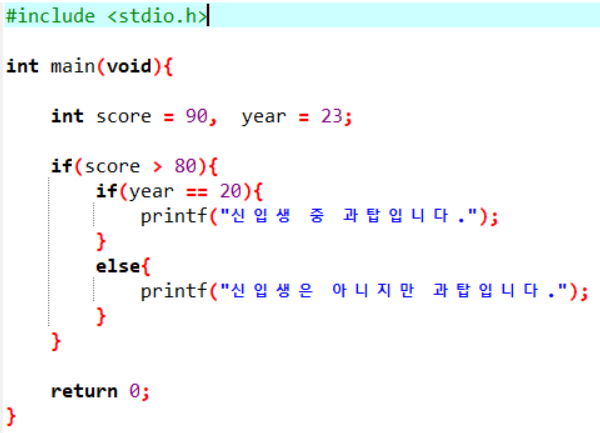 #include <stdio.h>
int main(void){
int score = 90, year = 23;
if(score > 80){
if(year == 20){
printf("신입생 중 과탑입니다.");
}
else{
printf("신입생은 아니지만 과탑입니다.");
}
}
return 0;
}